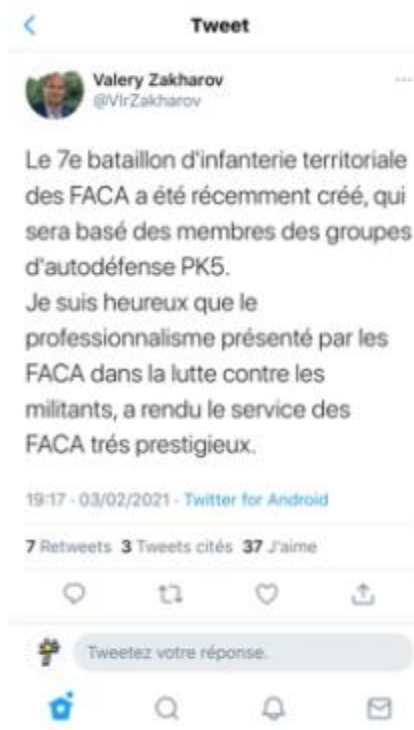 Tweet
Valery Zakharov
@VlrZakharov
Le 7e bataillon d'infanterie territoriale
des FACA a été récemment créé, qui
sera basé des membres des groupes
d'autodéfense PK5.
Je suis heureux que le
professionnalisme présenté par les
FACA dans la lutte contre les
militants, a rendu le service des
FACA trés prestigieux.
19:17 · 03/02/2021 · Twitter for Android
7 Retweets 3 Tweets cités 37 J'aime
Tweetez votre réponse.